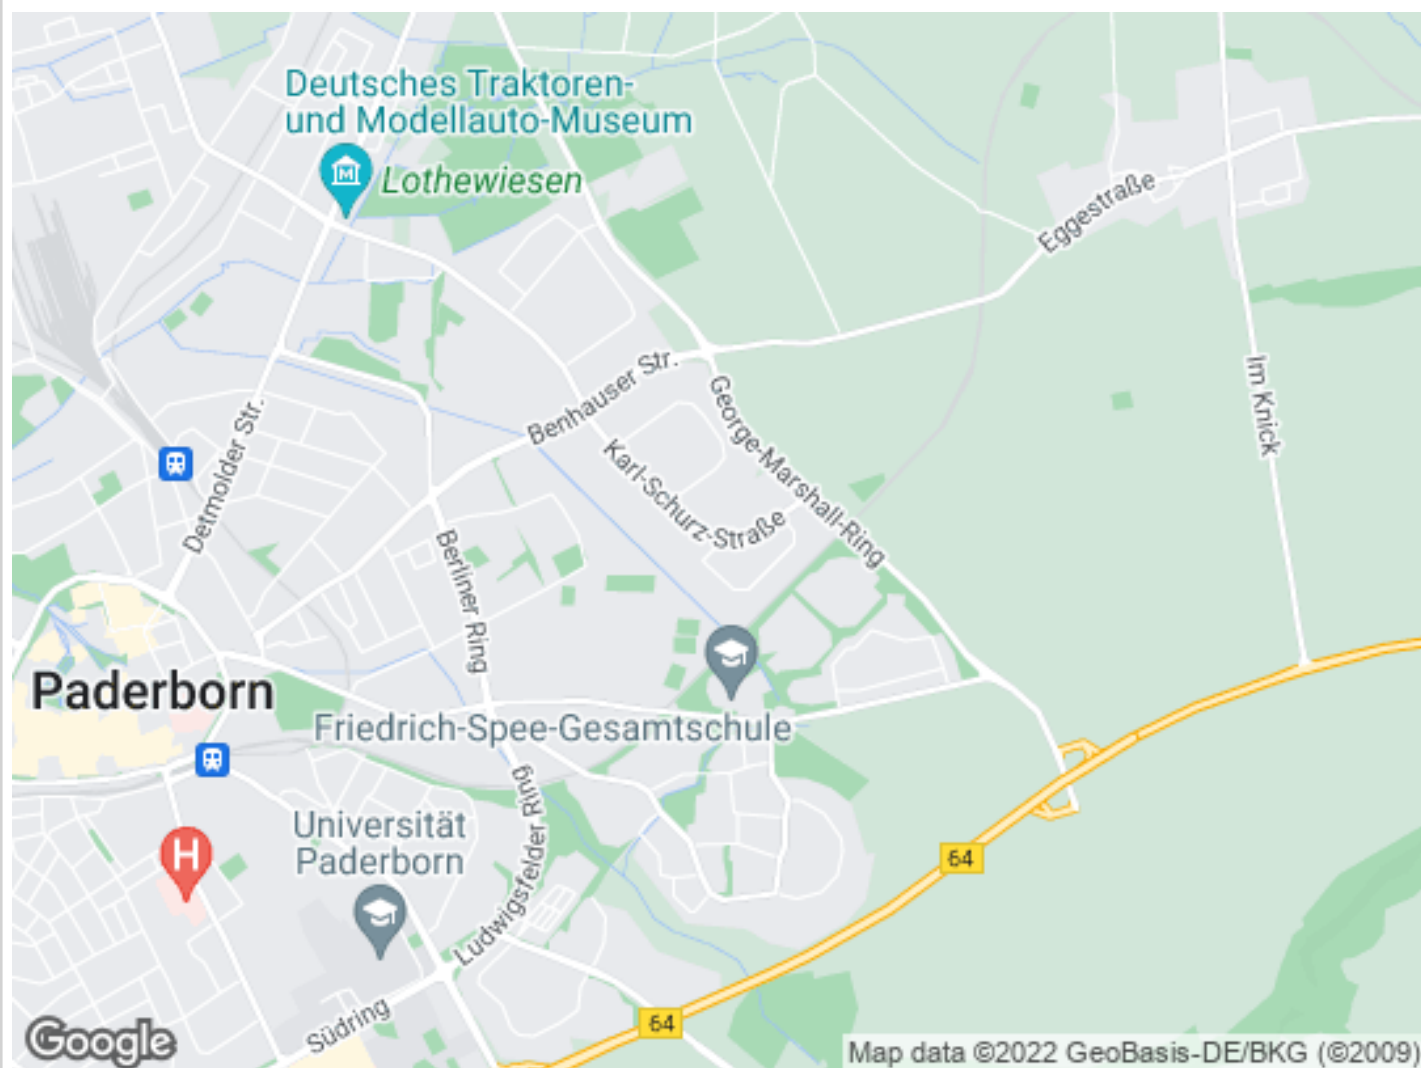 Deutsches Traktoren-
und Modellauto-Museum
Lothewiesen
Eggestraße
Benhauser Str.
Im Knick
George-Marshall-Ring
Detmolder Str.
Karl-Schurz-Straße
Berliner Ring
Paderborn
Friedrich-Spee-Gesamtschule
Universität
Paderborn
H
Ludwigsfelder Ring
64
64
Südring
Google
Map data ©2022 GeoBasis-DE/BKG (©2009)
M